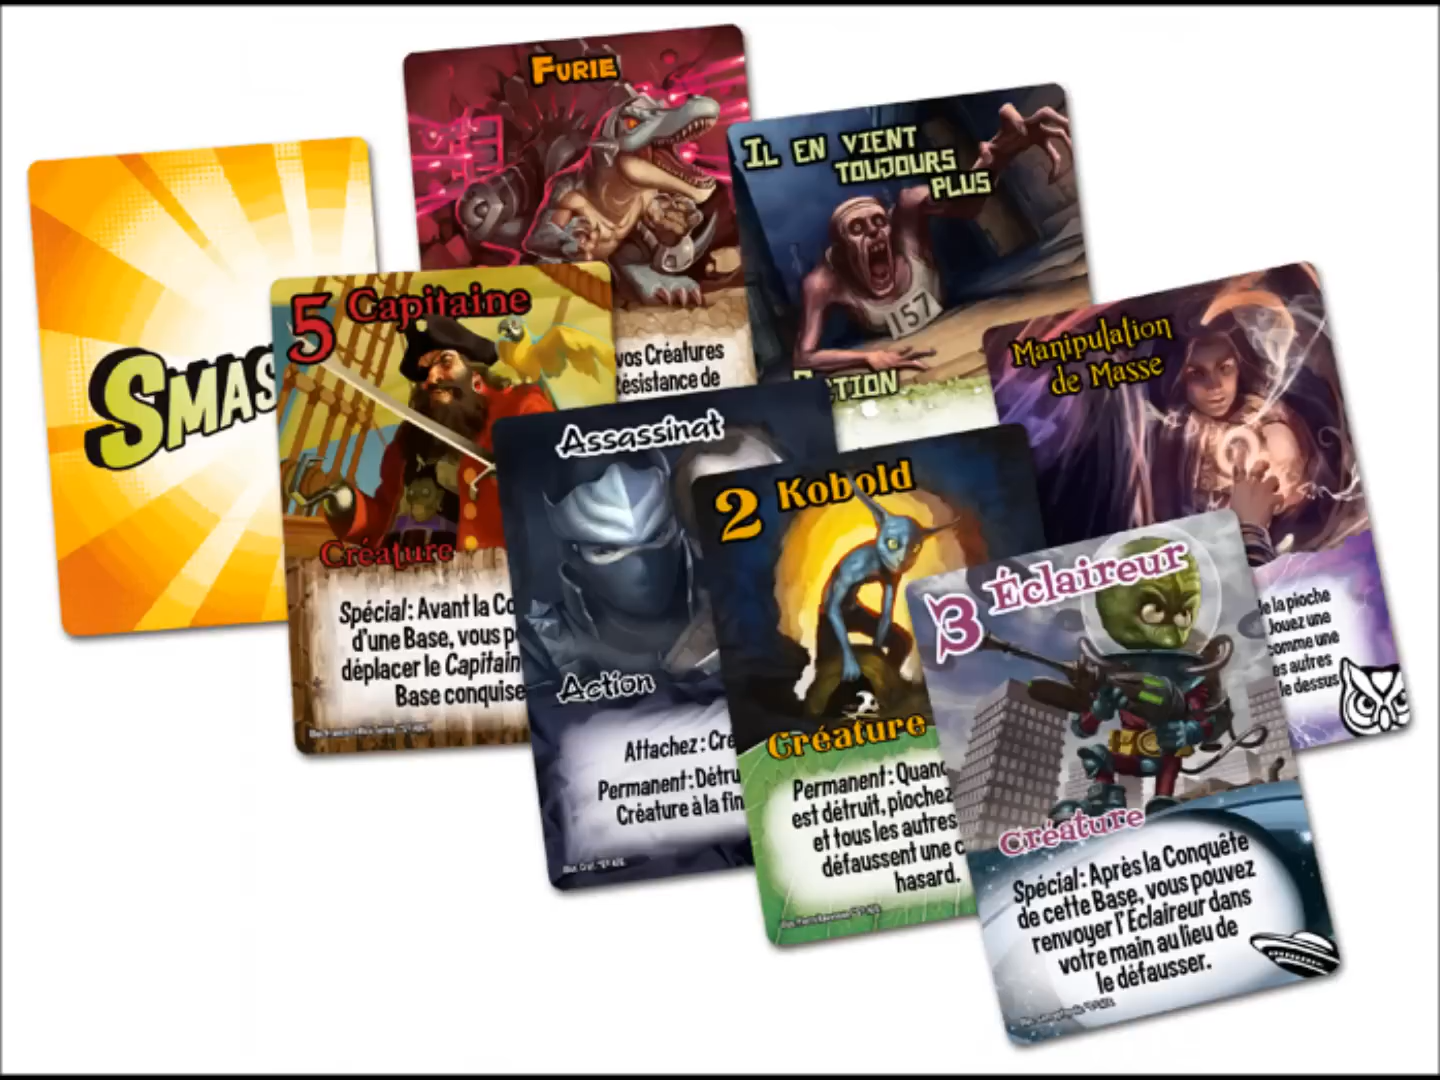 SMAS
FURIE
vos Créatures
résistance de
IL EN VIENT
TOUJOURS
PLUS
157
ACTION
5 Capitaine
Créature
Spécial : Avant la Co
d'une Base, vous p
déplacer le Capitain
Base conquise
Assassinat
Action
Attachez : Cré
Permanent : Détru
Créature à la fin
2 Kobold
Créature
Permanent : Quand
est détruit, piochez
et tous les autres
défaussent une c
hasard.
Manipulation
de Masse
de la pioche
Jouez une
comme une
es autres
le dessus
3 Éclaireur
Créature
Spécial : Après la Conquête
de cette Base, vous pouvez
renvoyer l'Éclaireur dans
votre main au lieu de
le défausser.